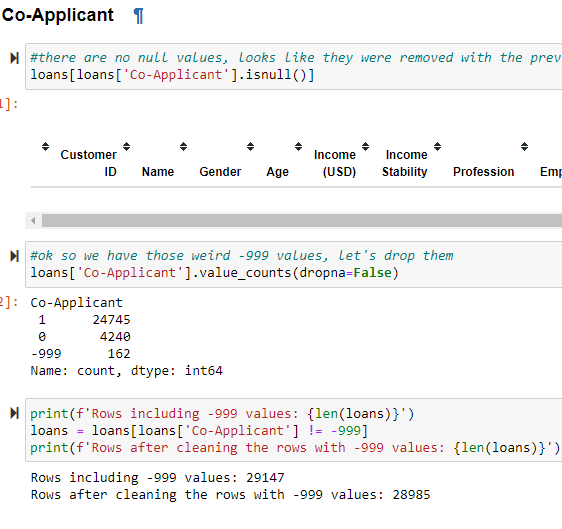 Co-Applicant ¶
#there are no null values, looks like they were removed with the prev
loans[loans['Co-Applicant'].isnull()]
1]:
Customer ID Name Gender Age Income (USD) Income Stability Profession Emp
#ok so we have those weird -999 values, let's drop them
loans['Co-Applicant'].value_counts(dropna=False)
2]: Co-Applicant
1 24745
0 4240
-999 162
Name: count, dtype: int64
print(f'Rows including -999 values: {len(loans)}')
loans = loans[loans['Co-Applicant'] != -999]
print(f'Rows after cleaning the rows with -999 values: {len(loans)}')
Rows including -999 values: 29147
Rows after cleaning the rows with -999 values: 28985